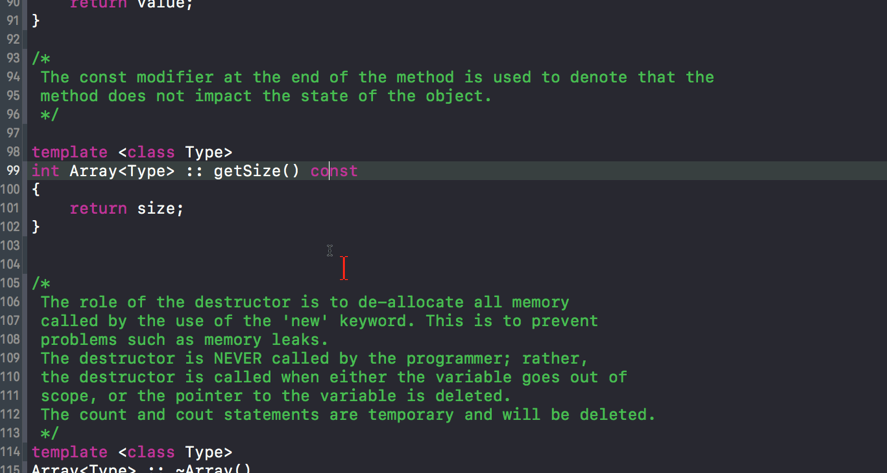 90 return value;
91 }
92
93 /*
94 The const modifier at the end of the method is used to denote that the
95 method does not impact the state of the object.
96 */
97
98 template <class Type>
99 int Array<Type> :: getSize() const
100 {
101 return size;
102 }
103
104
105 /*
106 The role of the destructor is to de-allocate all memory
107 called by the use of the 'new' keyword. This is to prevent
108 problems such as memory leaks.
109 The destructor is NEVER called by the programmer; rather,
110 the destructor is called when either the variable goes out of
111 scope, or the pointer to the variable is deleted.
112 The count and cout statements are temporary and will be deleted.
113 */
114 template <class Type>
115 Array<Type> :: ~Array()